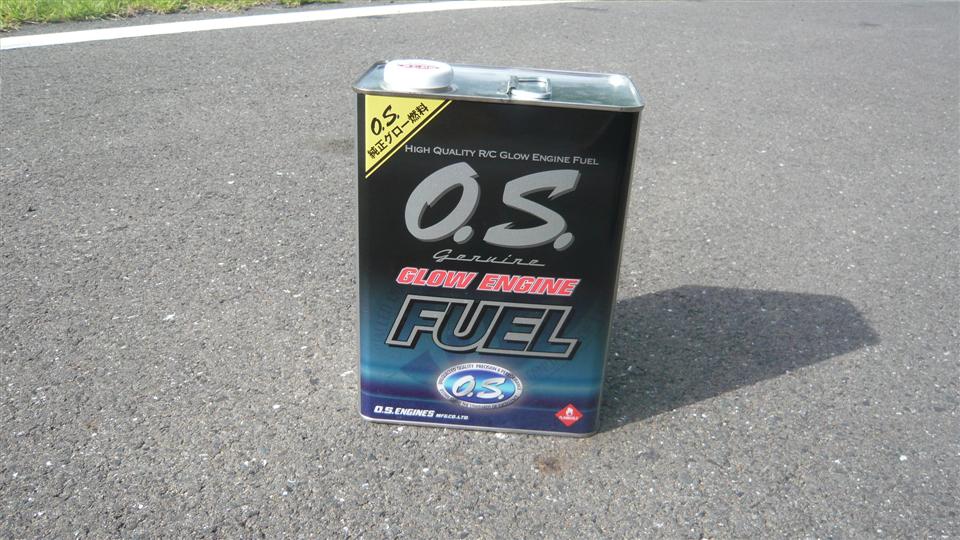 O.S.
純正グロー燃料
HIGH QUALITY R/C GLOW ENGINE FUEL
O.S.
Genuine
GLOW ENGINE
FUEL
O.S.
O.S.ENGINES MFG.CO.LTD.